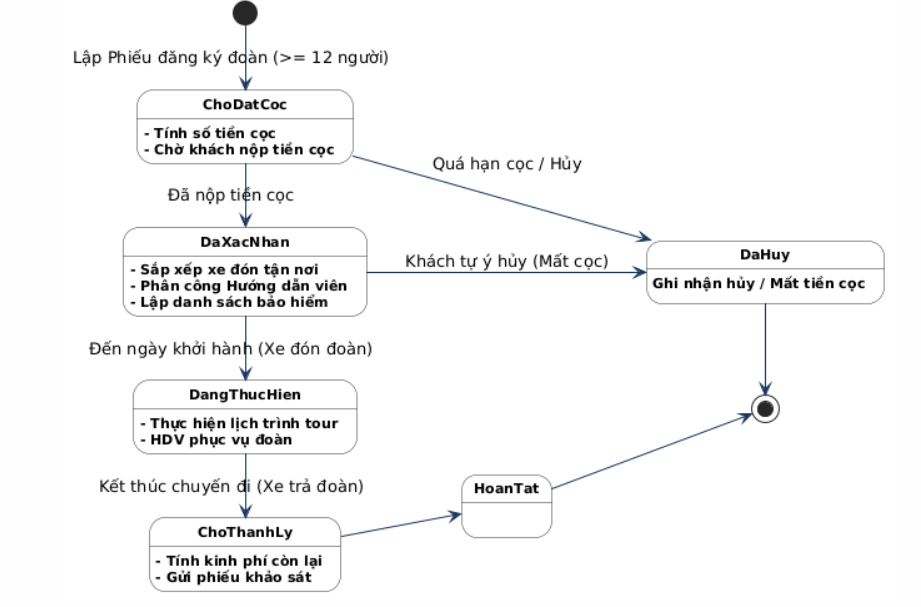 Lập Phiếu đăng ký đoàn (>= 12 người)
ChoDatCoc
- Tính số tiền cọc
- Chờ khách nộp tiền cọc
Quá hạn cọc / Hủy
Đã nộp tiền cọc
DaXacNhan
- Sắp xếp xe đón tận nơi
- Phân công Hướng dẫn viên
- Lập danh sách bảo hiểm
Khách tự ý hủy (Mất cọc)
DaHuy
Ghi nhận hủy / Mất tiền cọc
Đến ngày khởi hành (Xe đón đoàn)
DangThucHien
- Thực hiện lịch trình tour
- HDV phục vụ đoàn
Kết thúc chuyến đi (Xe trả đoàn)
HoanTat
ChoThanhLy
- Tính kinh phí còn lại
- Gửi phiếu khảo sát